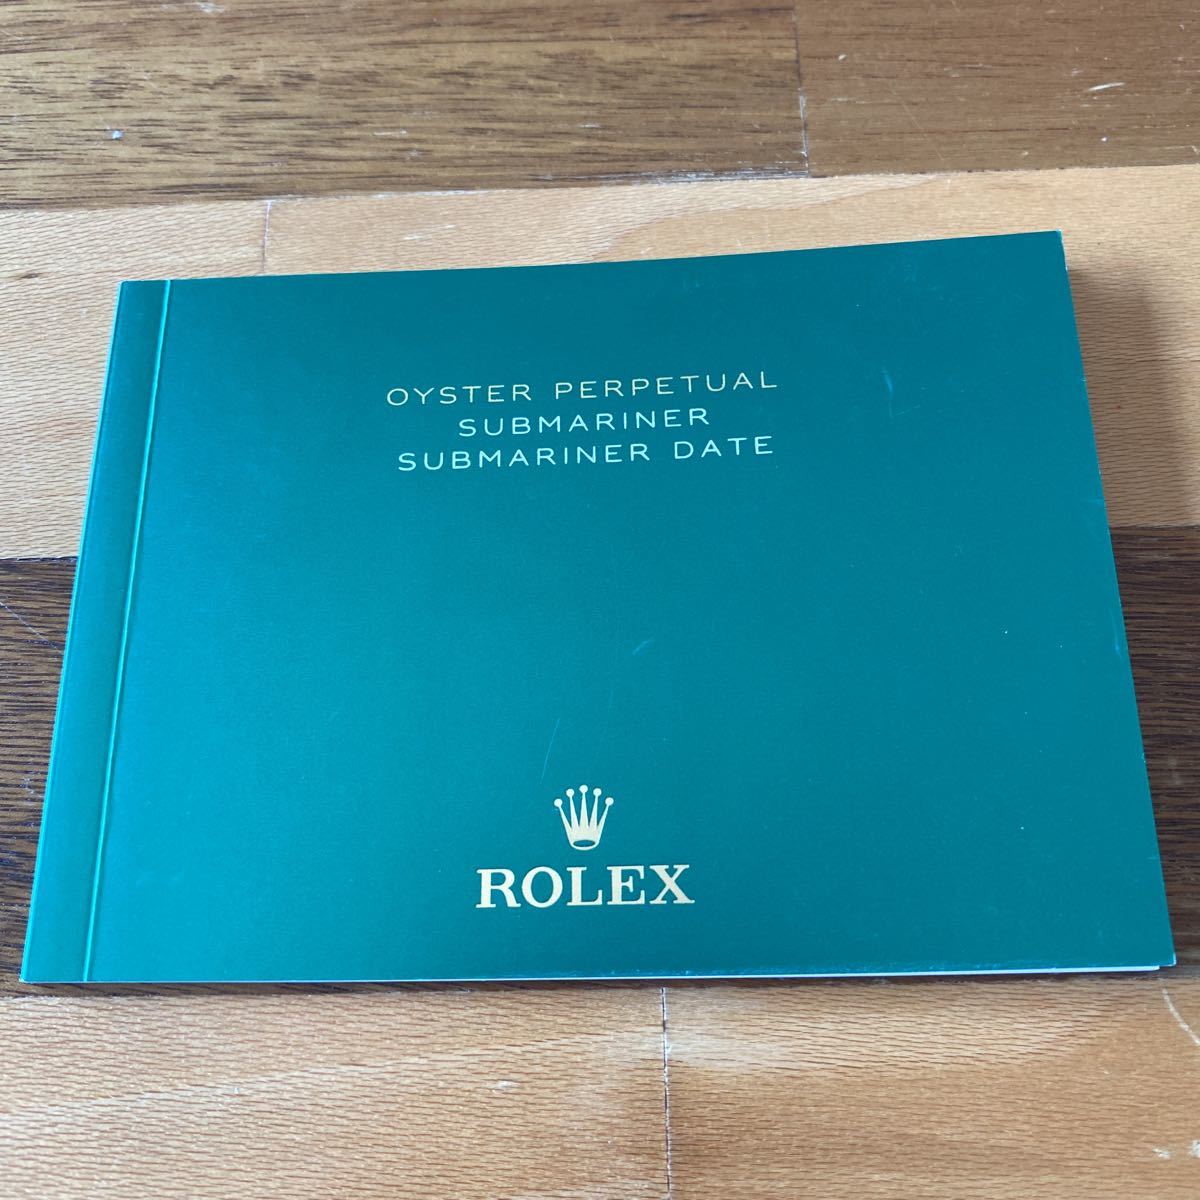 OYSTER PERPETUAL
SUBMARINER
SUBMARINER DATE
ROLEX